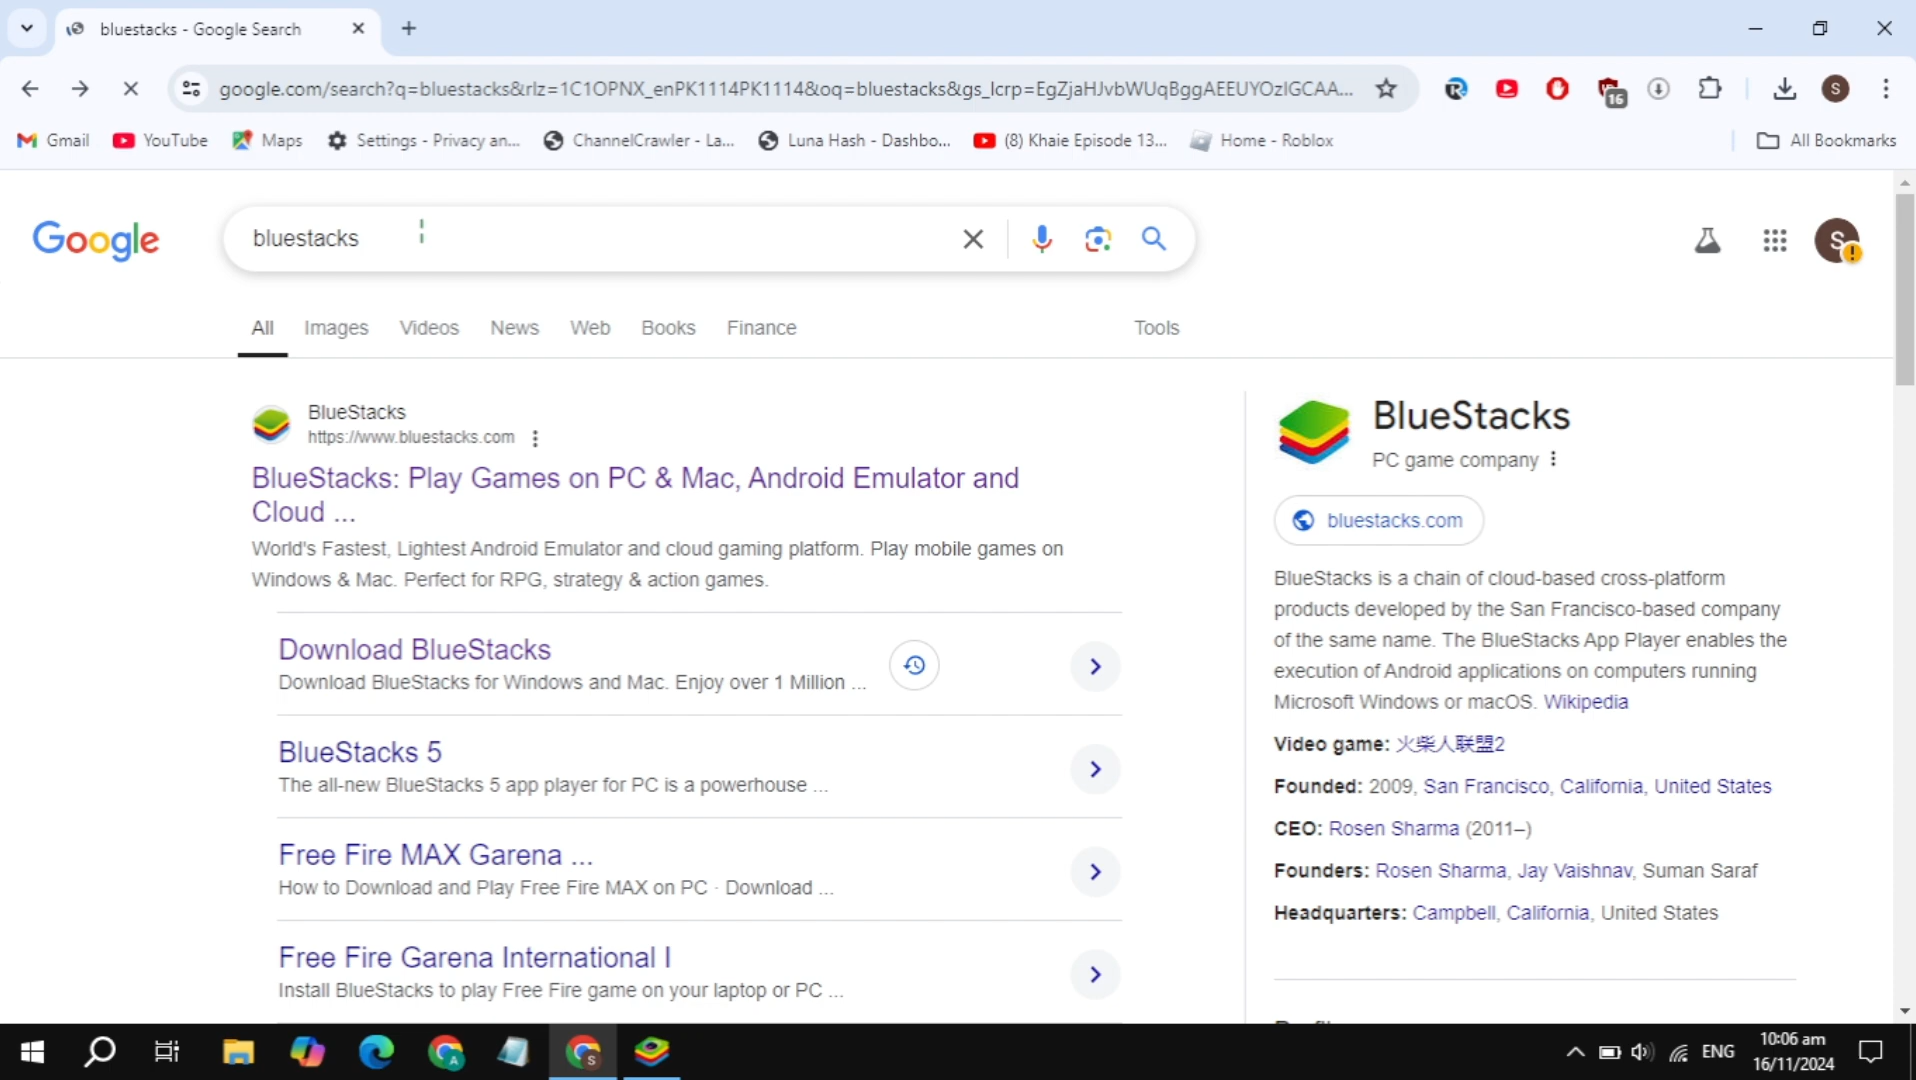 bluestacks - Google Search
google.com/search?q=bluestacks&rlz=1C1OPNX_enPK1114PK1114&oq=bluestacks&gs_lcrp=EgZjaHJvbWUqBggAEEUYOzIGCAA...
16
S
Gmail
YouTube
Maps
Settings - Privacy an...
ChannelCrawler - La...
Luna Hash - Dashbo...
(8) Khaie Episode 13...
Home - Roblox
All Bookmarks
Google
bluestacks
S
All
Images
Videos
News
Web
Books
Finance
Tools
BlueStacks
https://www.bluestacks.com
BlueStacks: Play Games on PC & Mac, Android Emulator and
Cloud ...
World's Fastest, Lightest Android Emulator and cloud gaming platform. Play mobile games on
Windows & Mac. Perfect for RPG, strategy & action games.
Download BlueStacks
Download BlueStacks for Windows and Mac. Enjoy over 1 Million ...
BlueStacks 5
The all-new BlueStacks 5 app player for PC is a powerhouse ...
Free Fire MAX Garena ...
How to Download and Play Free Fire MAX on PC · Download ...
Free Fire Garena International I
Install BlueStacks to play Free Fire game on your laptop or PC ...
BlueStacks
PC game company
bluestacks.com
BlueStacks is a chain of cloud-based cross-platform
products developed by the San Francisco-based company
of the same name. The BlueStacks App Player enables the
execution of Android applications on computers running
Microsoft Windows or macOS. Wikipedia
Video game: 火柴人联盟2
Founded: 2009, San Francisco, California, United States
CEO: Rosen Sharma (2011–)
Founders: Rosen Sharma, Jay Vaishnav, Suman Saraf
Headquarters: Campbell, California, United States
A
S
ENG
10:06 am
16/11/2024